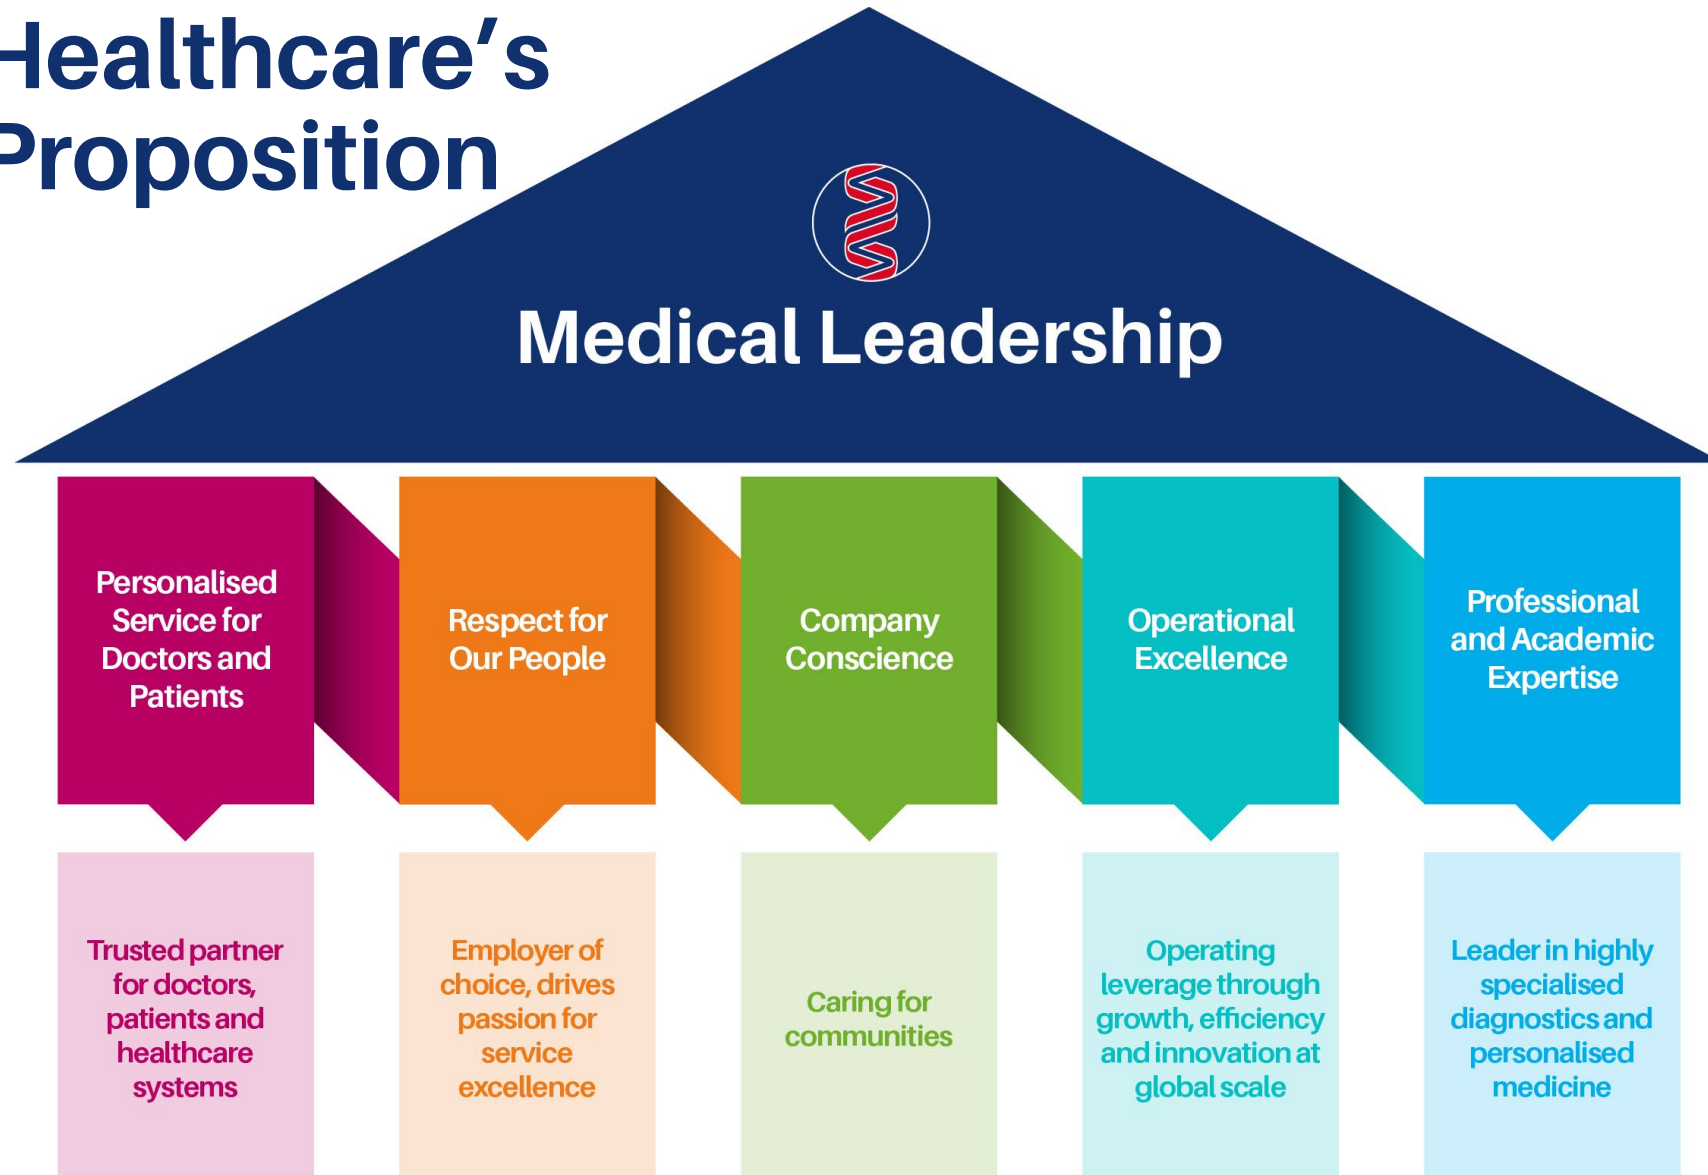 Healthcare’s
Proposition
Medical Leadership
Personalised
Service for
Doctors and
Patients
Respect for
Our People
Company
Conscience
Operational
Excellence
Professional
and Academic
Expertise
Trusted partner
for doctors,
patients and
healthcare
systems
Employer of
choice, drives
passion for
service
excellence
Caring for
communities
Operating
leverage through
growth, efficiency
and innovation at
global scale
Leader in highly
specialised
diagnostics and
personalised
medicine